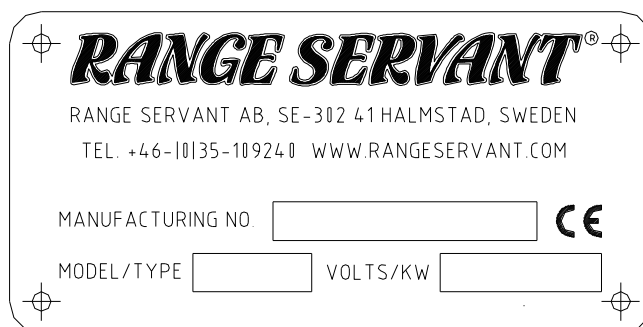 RANGE SERVANT®
RANGE SERVANT AB, SE-302 41 HALMSTAD, SWEDEN
TEL. +46-(0)35-109240 WWW.RANGESERVANT.COM
MANUFACTURING NO. CE
MODEL/TYPE VOLTS/KW